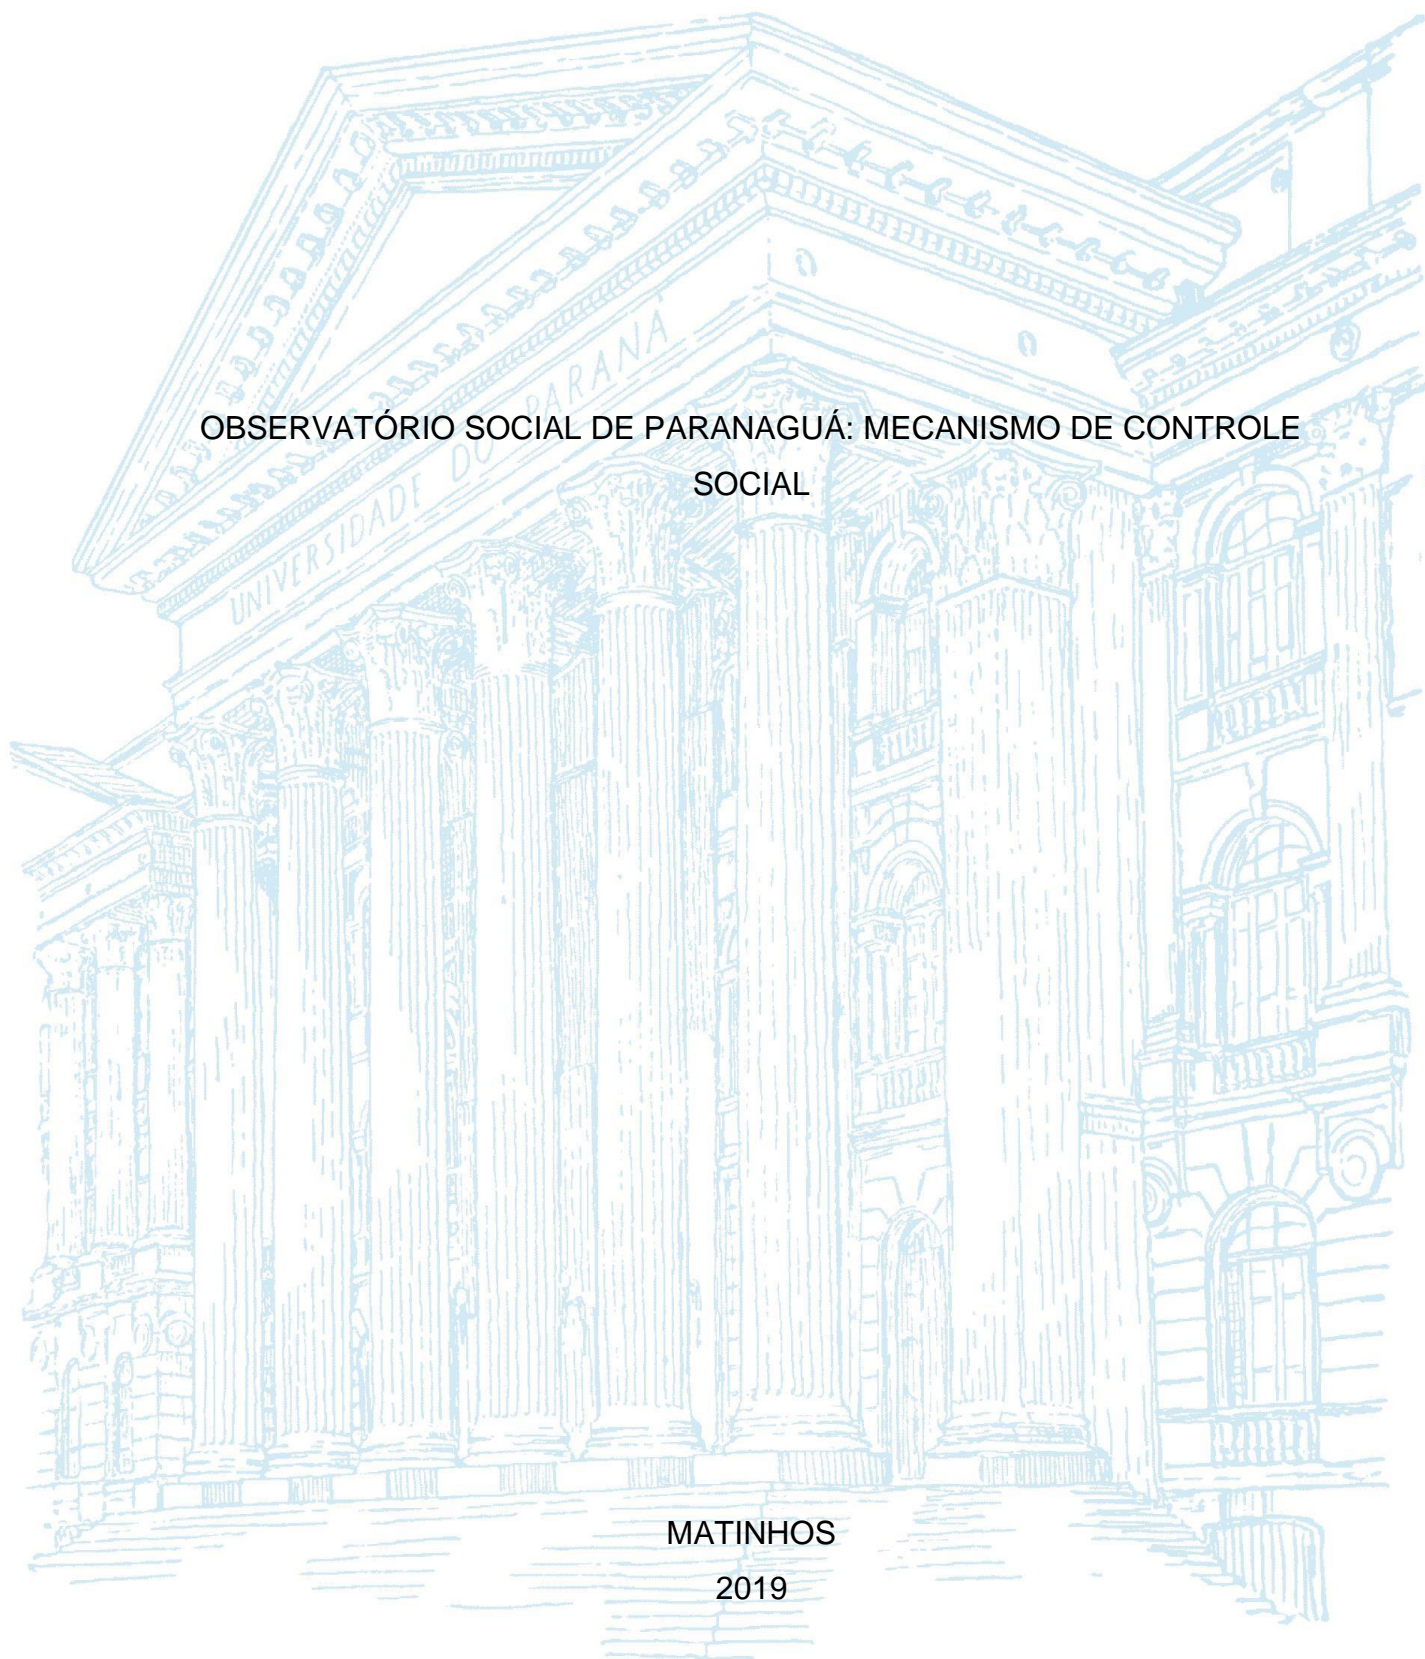 UNIVERSIDADE DO PARANÁ
OBSERVATÓRIO SOCIAL DE PARANAGUÁ: MECANISMO DE CONTROLE
SOCIAL
MATINHOS
2019